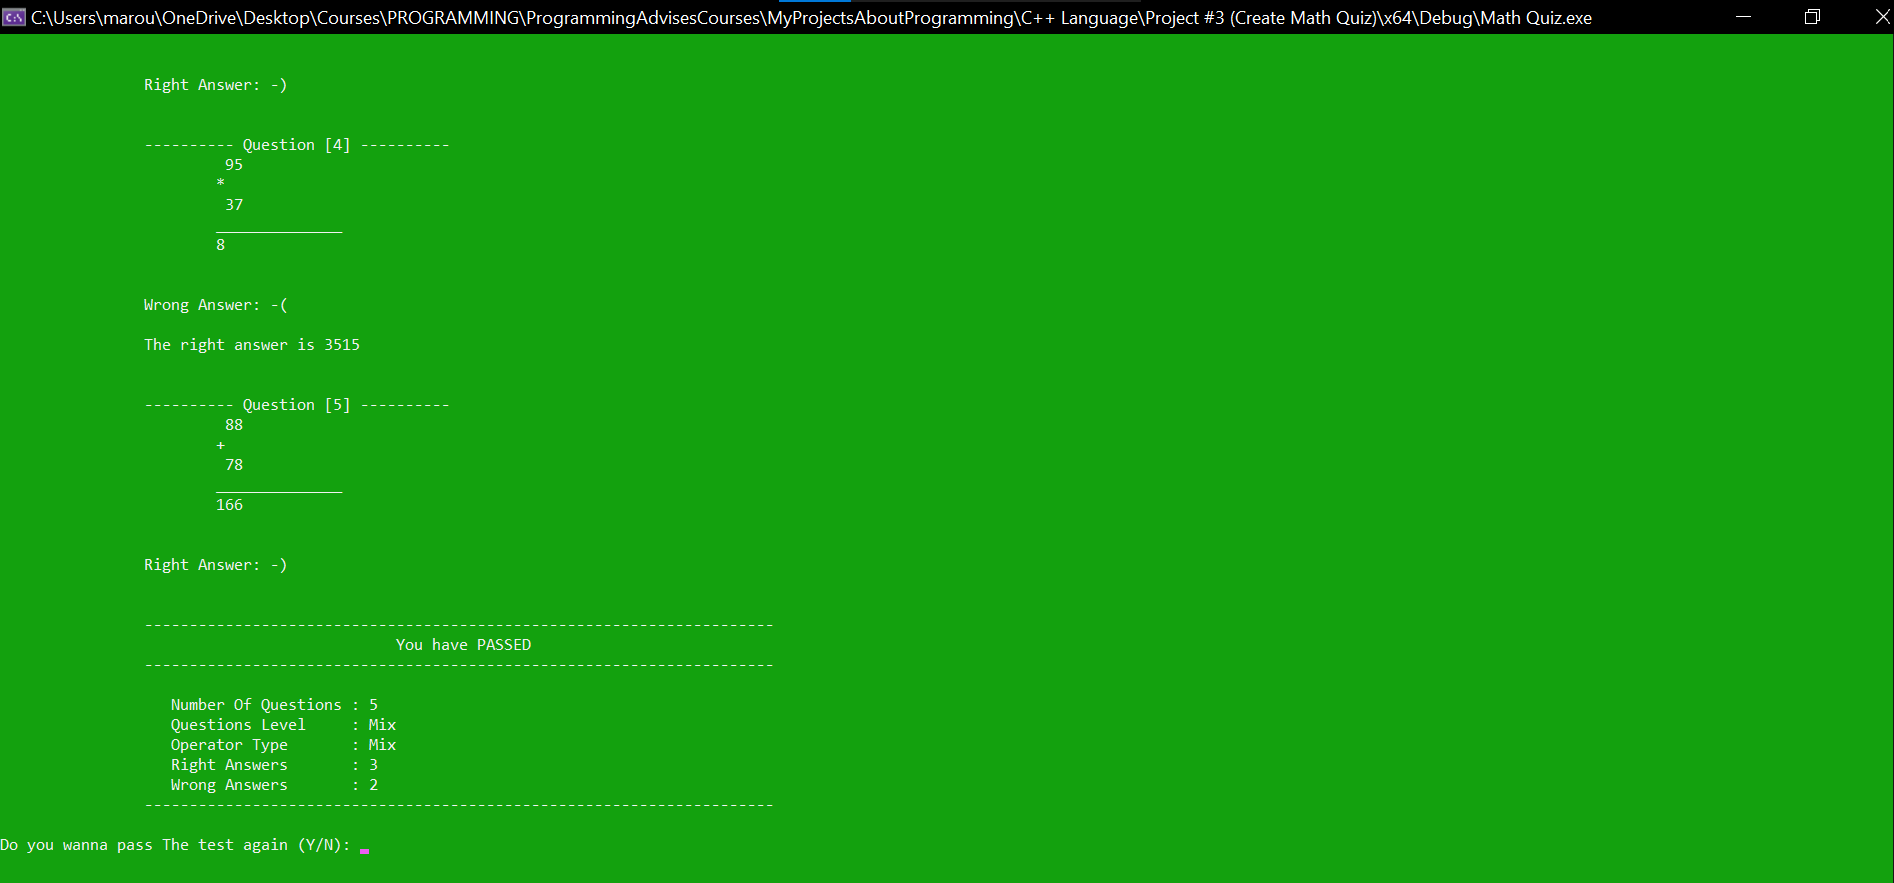 C:\Users\marou\OneDrive\Desktop\Courses\PROGRAMMING\ProgrammingAdvisesCourses\MyProjectsAboutProgramming\C++ Language\Project #3 (Create Math Quiz)\x64\Debug\Math Quiz.exe
Right Answer: -)
---------- Question [4] ----------
95
*
37
______________
8
Wrong Answer: -(
The right answer is 3515
---------- Question [5] ----------
88
+
78
______________
166
Right Answer: -)
----------------------------------------------------------------------
You have PASSED
----------------------------------------------------------------------
Number Of Questions : 5
Questions Level     : Mix
Operator Type       : Mix
Right Answers       : 3
Wrong Answers       : 2
----------------------------------------------------------------------
Do you wanna pass The test again (Y/N):